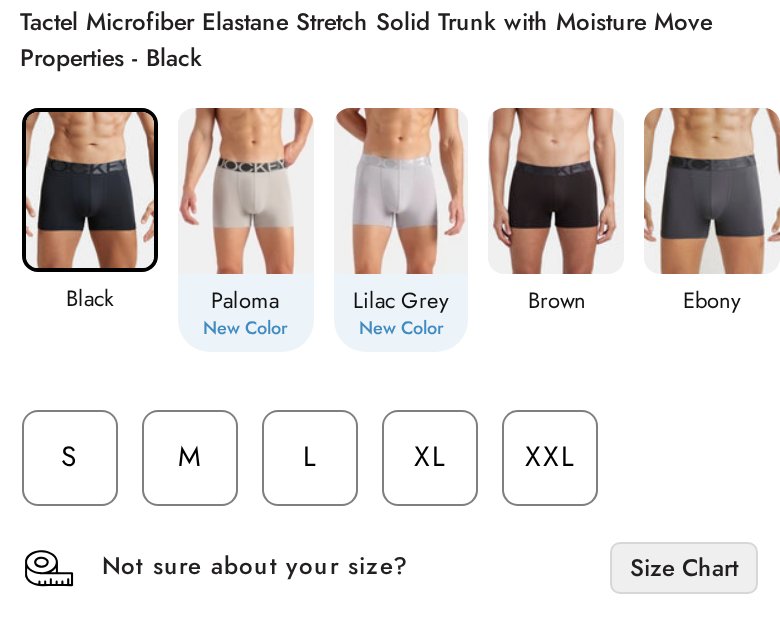 Tactel Microfiber Elastane Stretch Solid Trunk with Moisture Move
Properties - Black
JOCKEY
Black
Paloma
New Color
Lilac Grey
New Color
Brown
Ebony
S
M
L
XL
XXL
Not sure about your size?
Size Chart